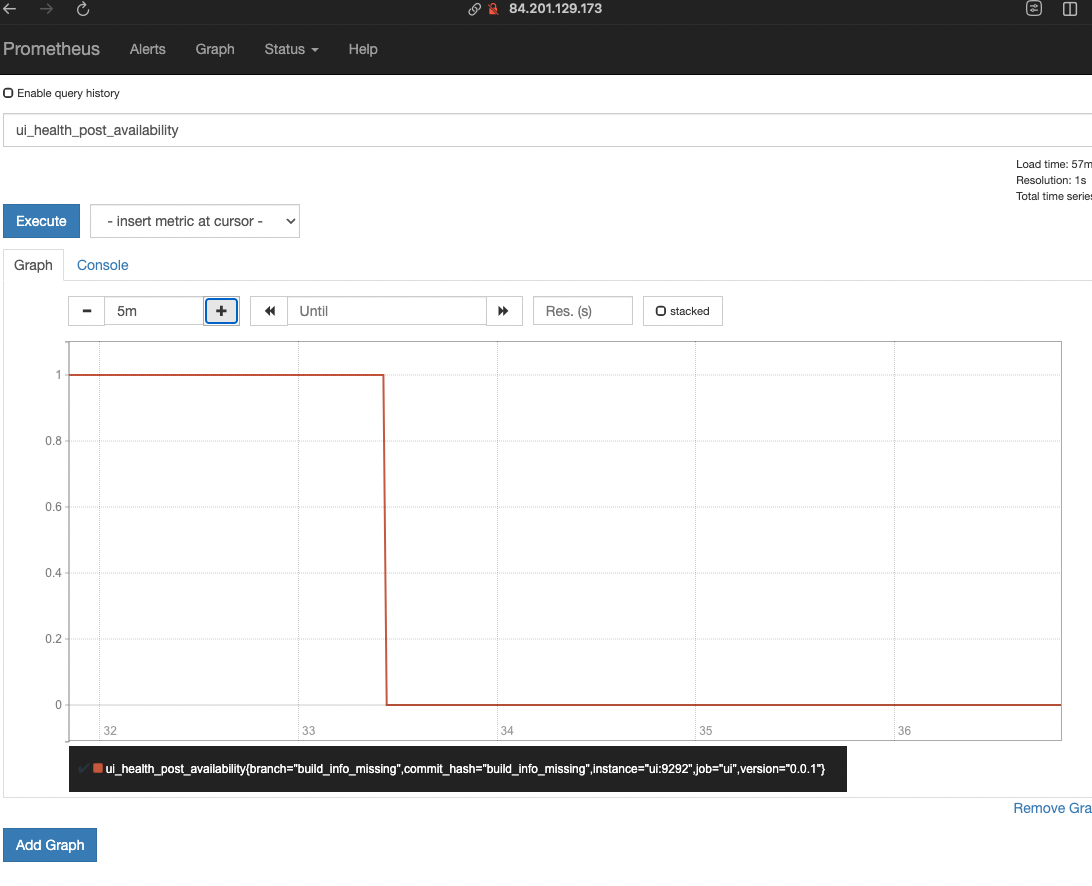 84.201.129.173
Prometheus Alerts Graph Status Help
Enable query history
ui_health_post_availability
Load time: 57m
Resolution: 1s
Total time series
Execute - insert metric at cursor -
Graph Console
- 5m + Until Res. (s) stacked
1
0.8
0.6
0.4
0.2
0
32 33 34 35 36
ui_health_post_availability{branch="build_info_missing",commit_hash="build_info_missing",instance="ui:9292",job="ui",version="0.0.1"}
Remove Gra
Add Graph